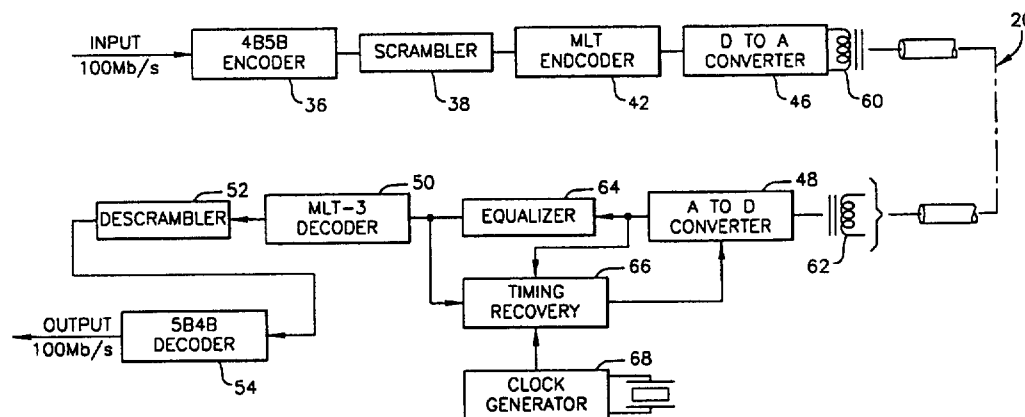 INPUT
100Mb/s
4B5B
ENCODER
36
SCRAMBLER
38
MLT
ENDCODER
42
D TO A
CONVERTER
46
60
20
52
DESCRAMBLER
50
MLT-3
DECODER
64
EQUALIZER
48
A TO D
CONVERTER
62
66
TIMING
RECOVERY
OUTPUT
100Mb/s
5B4B
DECODER
54
68
CLOCK
GENERATOR